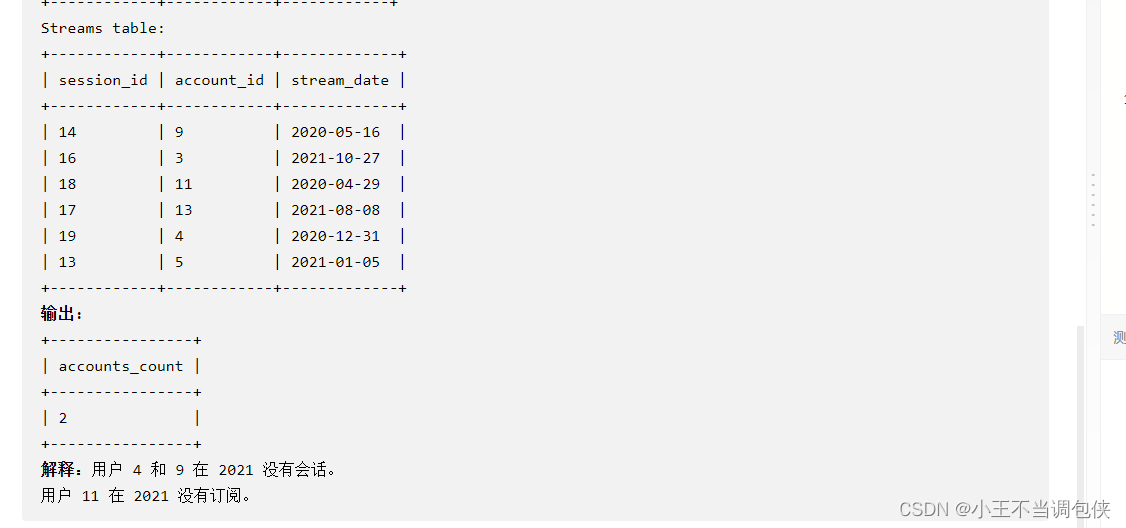 +------------+------------+------------+
Streams table:
+------------+------------+-------------+
| session_id | account_id | stream_date |
+------------+------------+-------------+
| 14         | 9          | 2020-05-16  |
| 16         | 3          | 2021-10-27  |
| 18         | 11         | 2020-04-29  |
| 17         | 13         | 2021-08-08  |
| 19         | 4          | 2020-12-31  |
| 13         | 5          | 2021-01-05  |
+------------+------------+-------------+
输出：
+----------------+
| accounts_count |
+----------------+
| 2              |
+----------------+
解释：用户 4 和 9 在 2021 没有会话。
用户 11 在 2021 没有订阅。
测
CSDN @小王不当调包侠